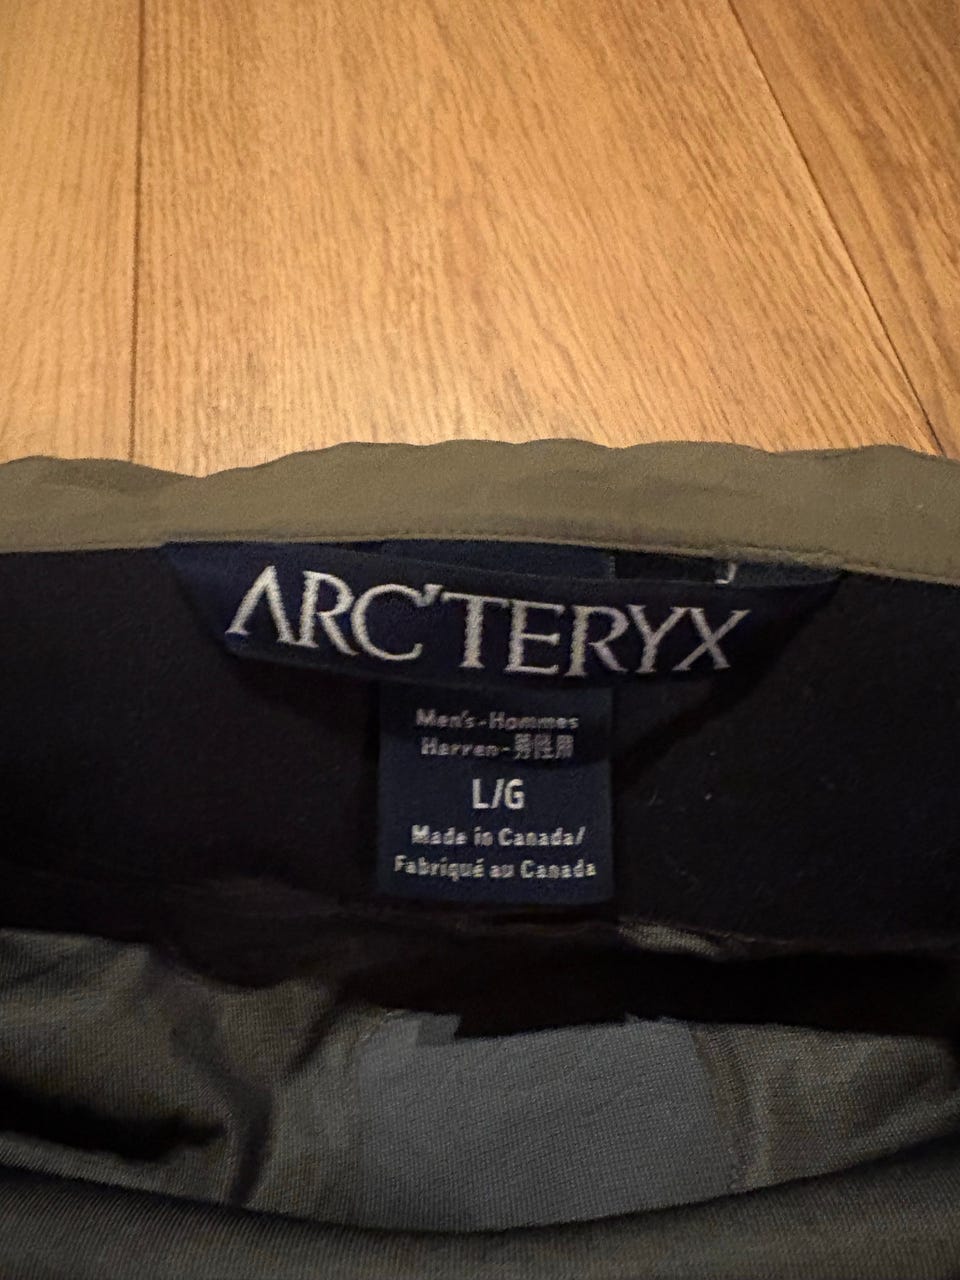 ARC'TERYX
Men's-Hommes
Herren-男性用
L/G
Made in Canada/
Fabriqué au Canada